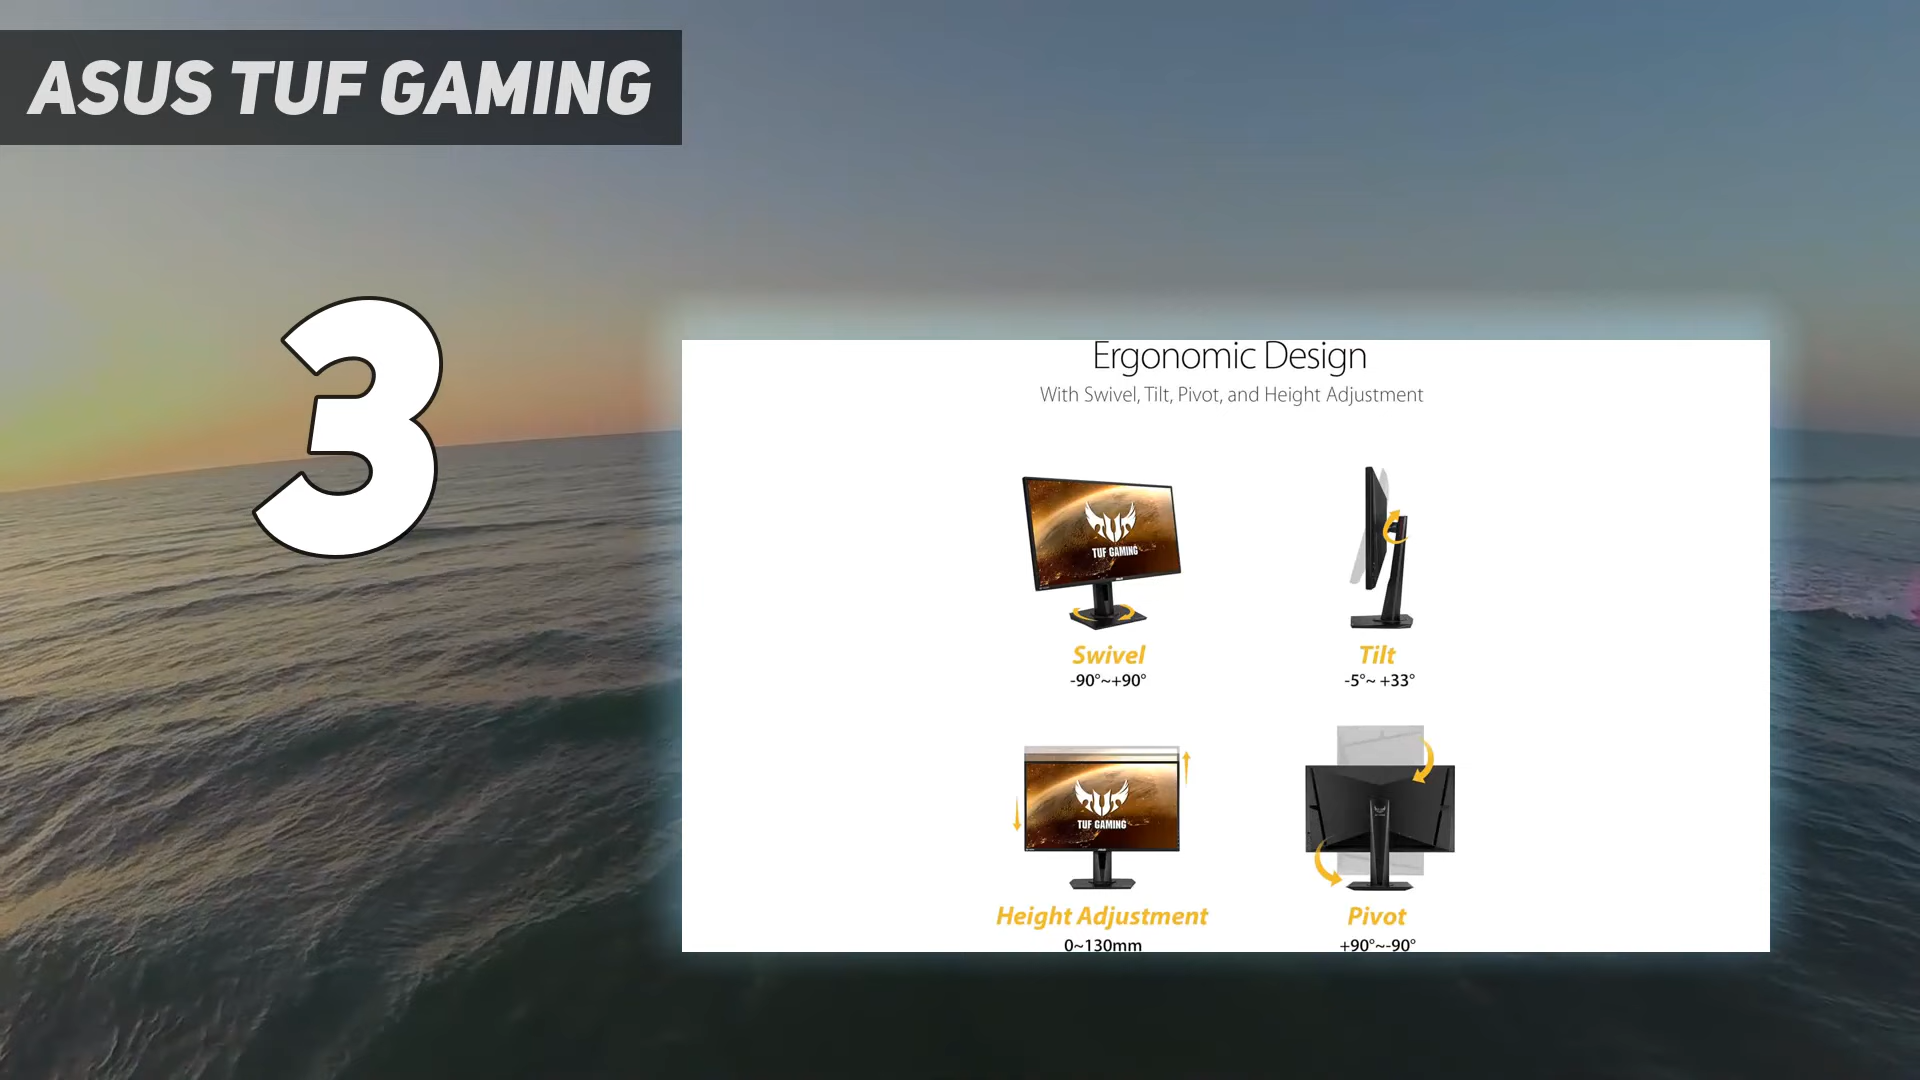 ASUS TUF GAMING
3
Ergonomic Design
With Swivel, Tilt, Pivot, and Height Adjustment
TUF GAMING
Swivel
-90°~+90°
Tilt
-5°~ +33°
TUF GAMING
Height Adjustment
0~130mm
Pivot
+90°~-90°